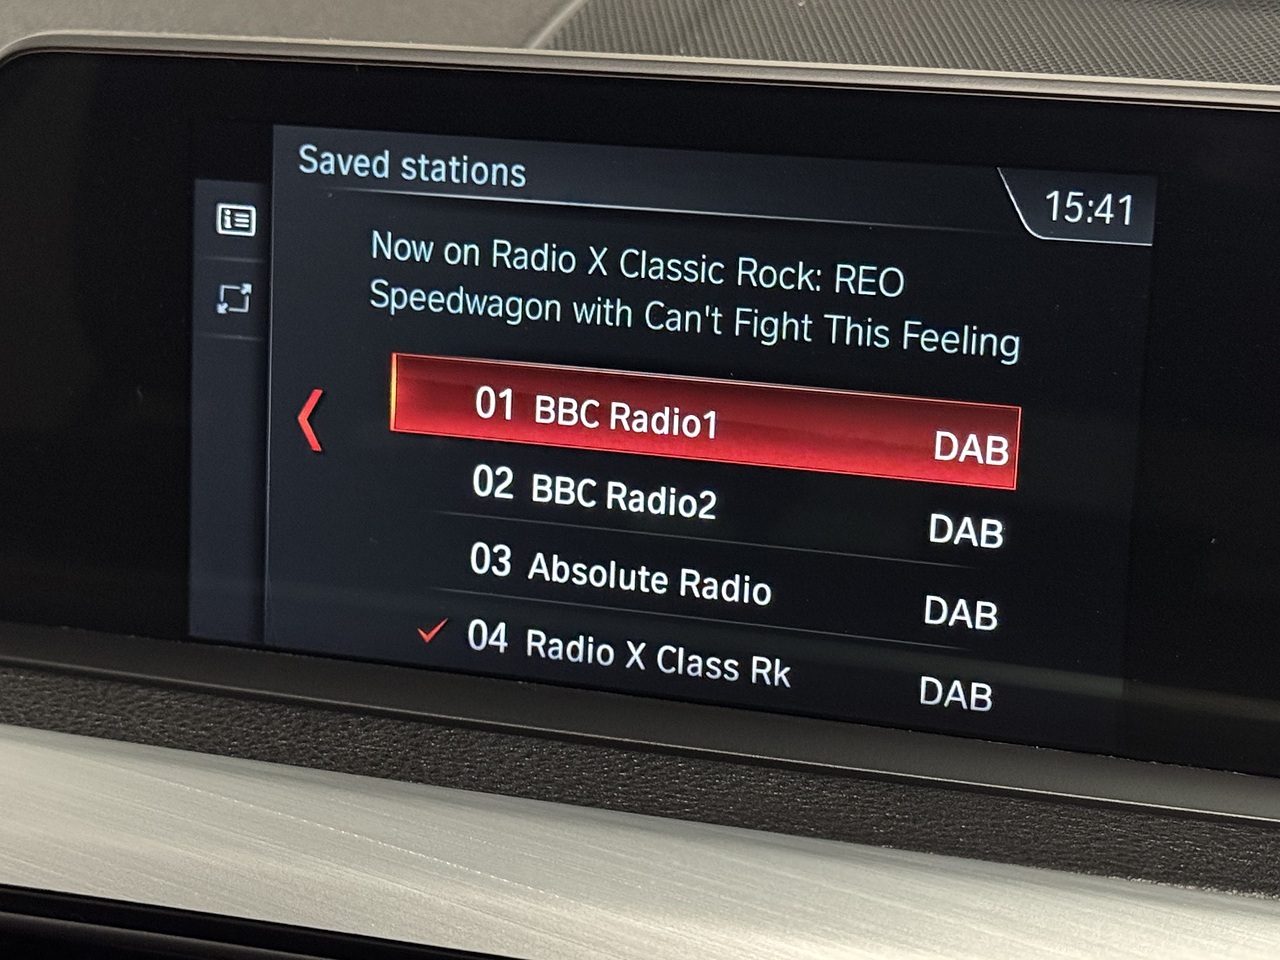 Saved stations
15:41
Now on Radio X Classic Rock: REO
Speedwagon with Can't Fight This Feeling
01 BBC Radio1 DAB
02 BBC Radio2 DAB
03 Absolute Radio DAB
04 Radio X Class Rk DAB